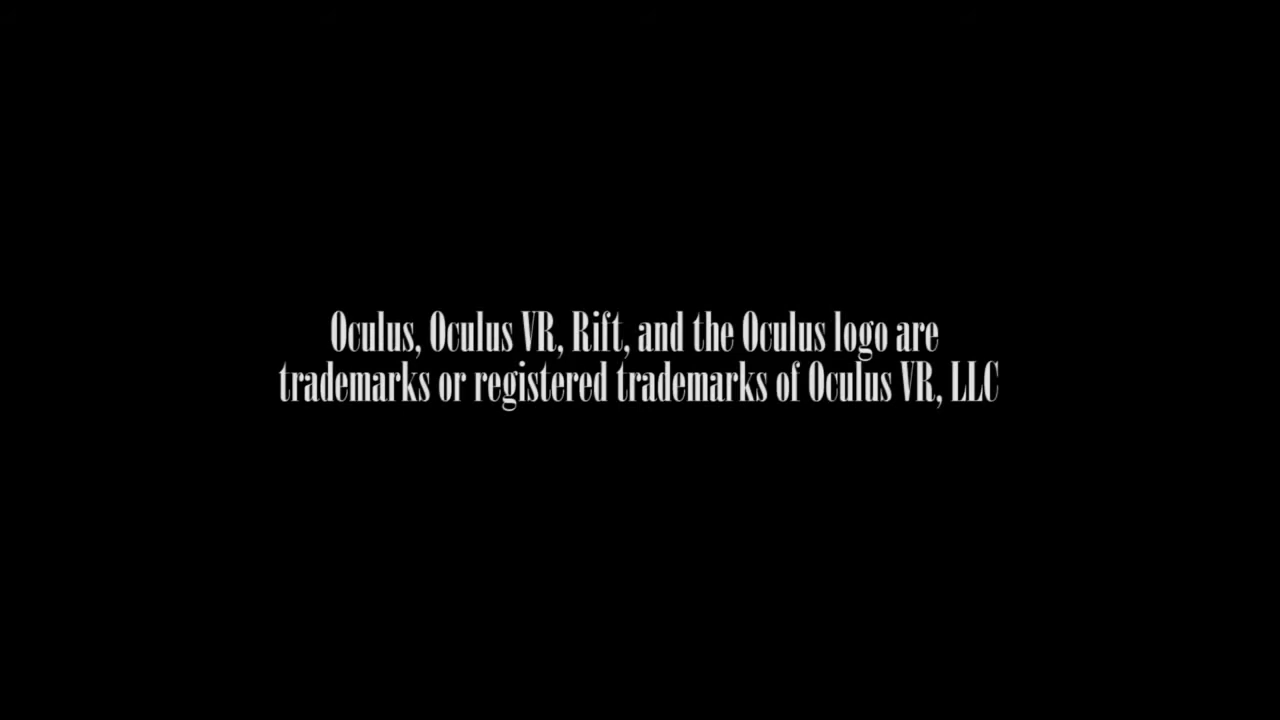 Oculus, Oculus VR, Rift, and the Oculus logo are
trademarks or registered trademarks of Oculus VR, LLC